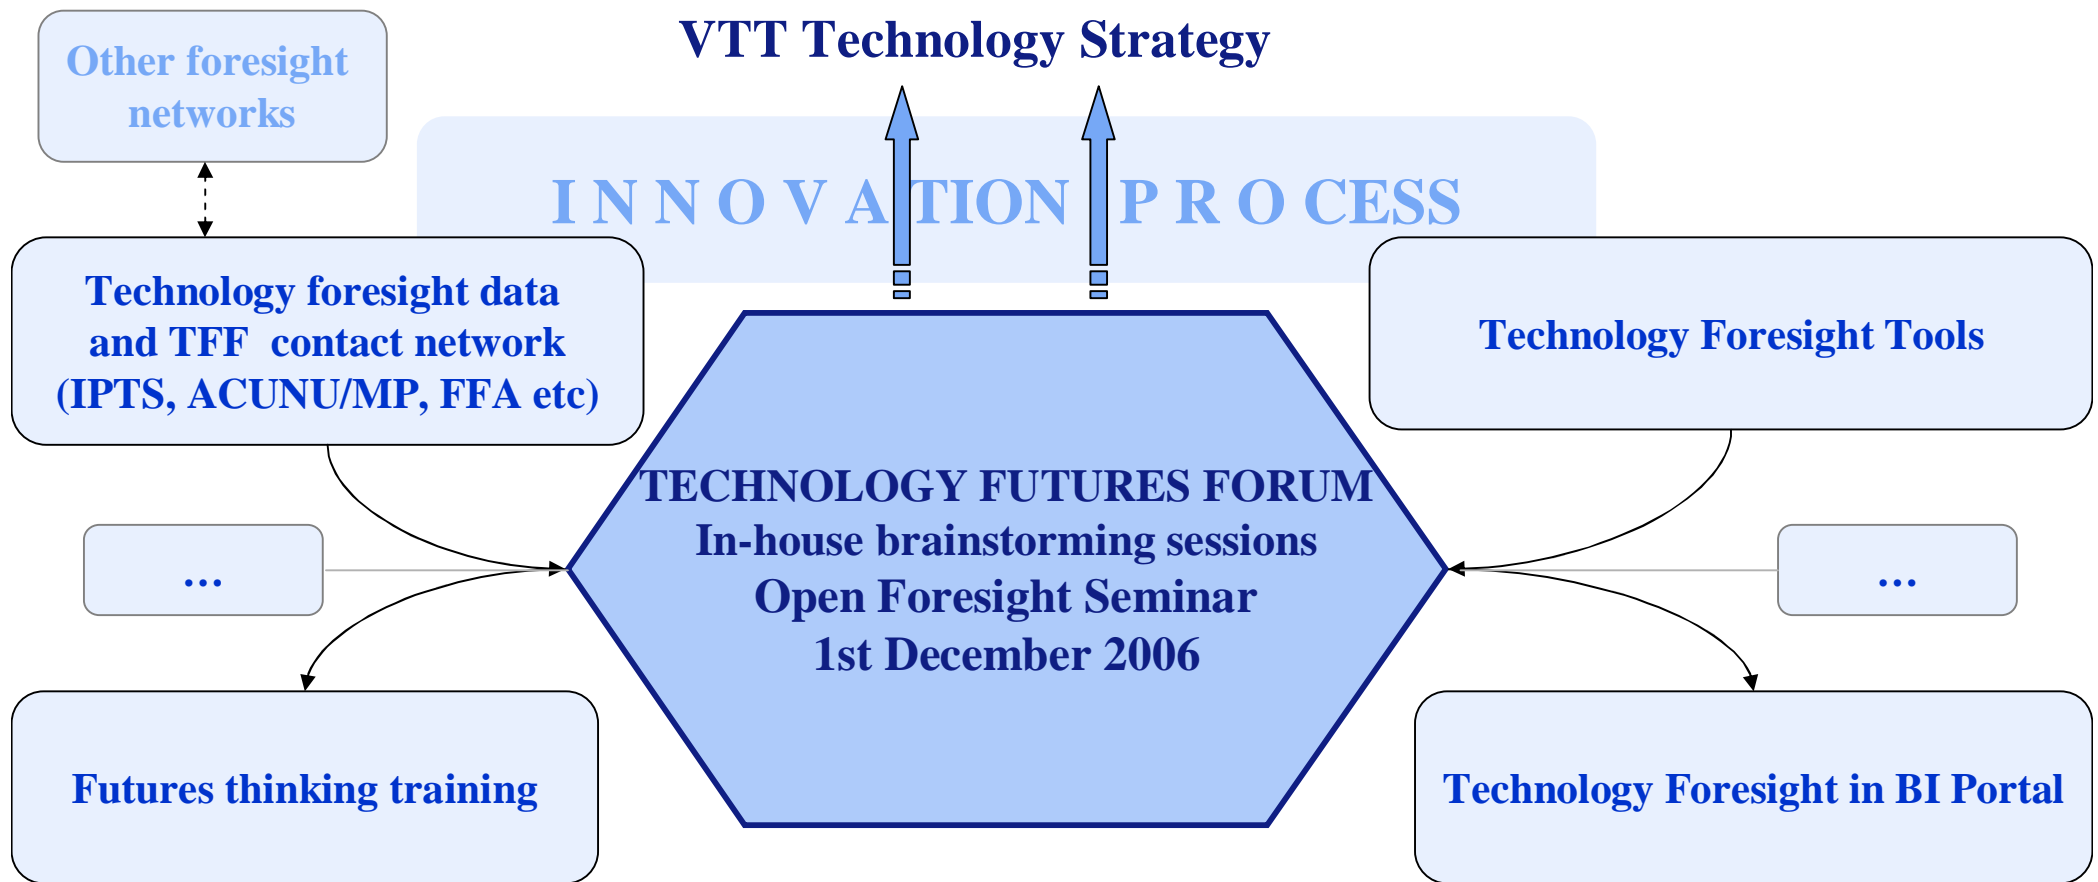 Other foresight
networks
VTT Technology Strategy
I N N O V A TION P R O CESS
Technology foresight data
and TFF contact network
(IPTS, ACUNU/MP, FFA etc)
Technology Foresight Tools
TECHNOLOGY FUTURES FORUM
In-house brainstorming sessions
Open Foresight Seminar
1st December 2006
...
...
Futures thinking training
Technology Foresight in BI Portal